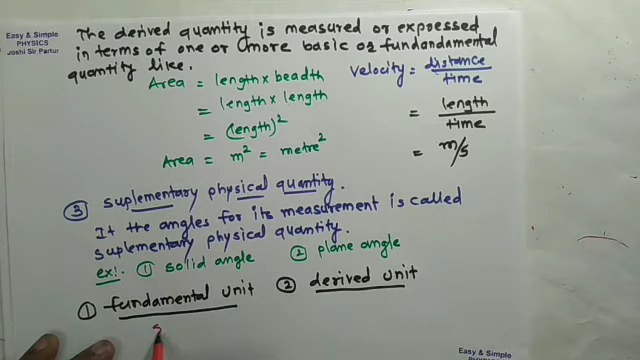 Easy & Simple
PHYSICS
Joshi Sir Partur
The derived quantity is measured or expressed
in terms of one or more basic or fundandamental
quantity like.
Area = length x beadth
= length x length
= (length)²
Area = m² = metre²
Velocity = distance / time
= length / time
= m/s
③ suplementary physical quantity.
It the angles for its measurement is called
suplementary physical quantity.
ex:. ① solid angle ② plane angle
① fundamental unit ② derived unit
Easy & Simple
PHYSICS